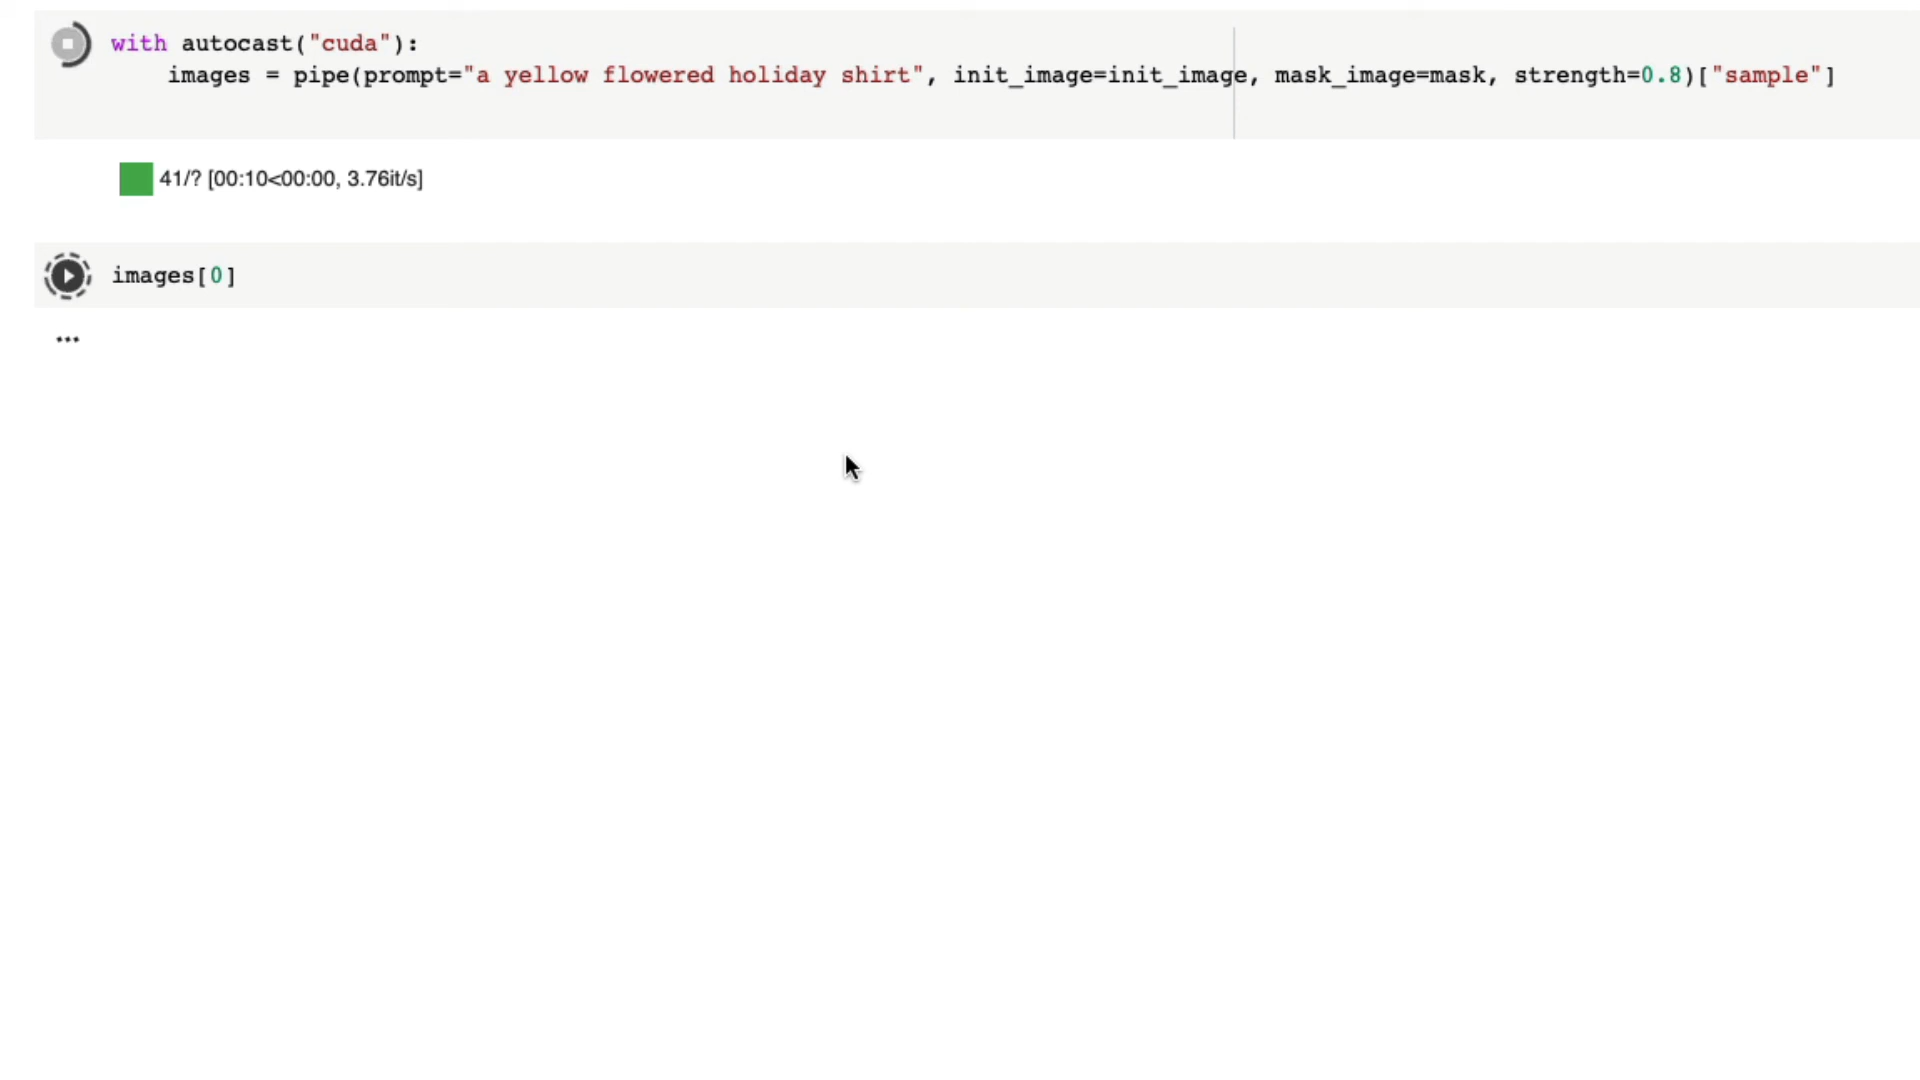 with autocast("cuda"):
    images = pipe(prompt="a yellow flowered holiday shirt", init_image=init_image, mask_image=mask, strength=0.8)["sample"]
41/? [00:10<00:00, 3.76it/s]
images[0]
...